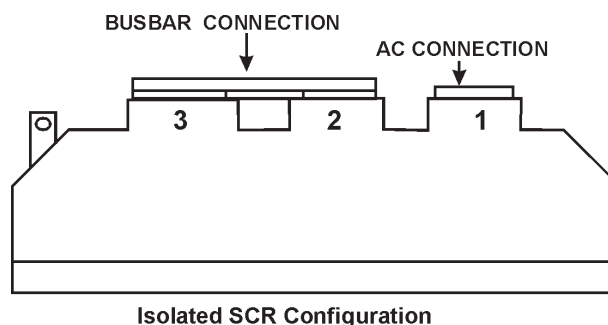 BUSBAR CONNECTION
AC CONNECTION
3 2 1
Isolated SCR Configuration